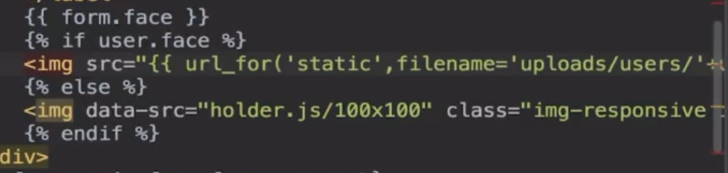 {{ form.face }}
{% if user.face %}
<img src="{{ url_for('static',filename='uploads/users/'
{% else %}
<img data-src="holder.js/100x100" class="img-responsive
{% endif %}
div>